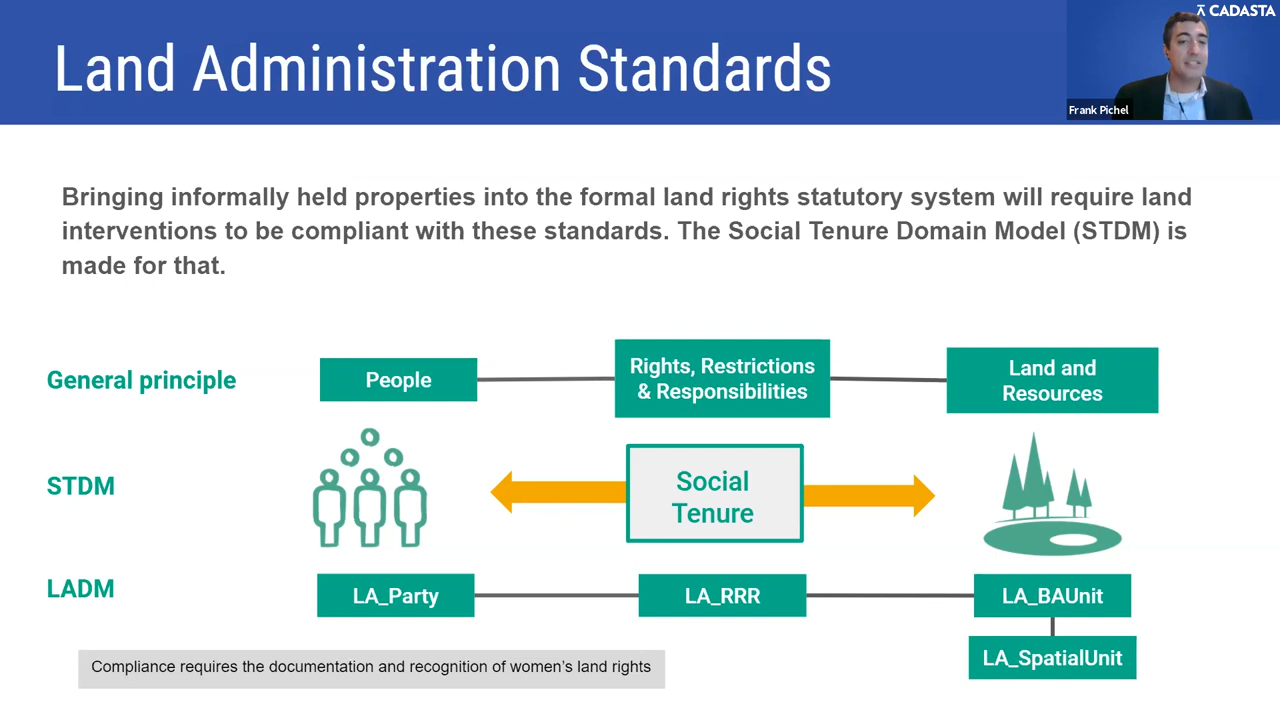 CADASTA
Land Administration Standards
Frank Pichel
Bringing informally held properties into the formal land rights statutory system will require land
interventions to be compliant with these standards. The Social Tenure Domain Model (STDM) is
made for that.
General principle
People
Rights, Restrictions
& Responsibilities
Land and
Resources
STDM
Social
Tenure
LADM
LA_Party
LA_RRR
LA_BAUnit
LA_SpatialUnit
Compliance requires the documentation and recognition of women’s land rights